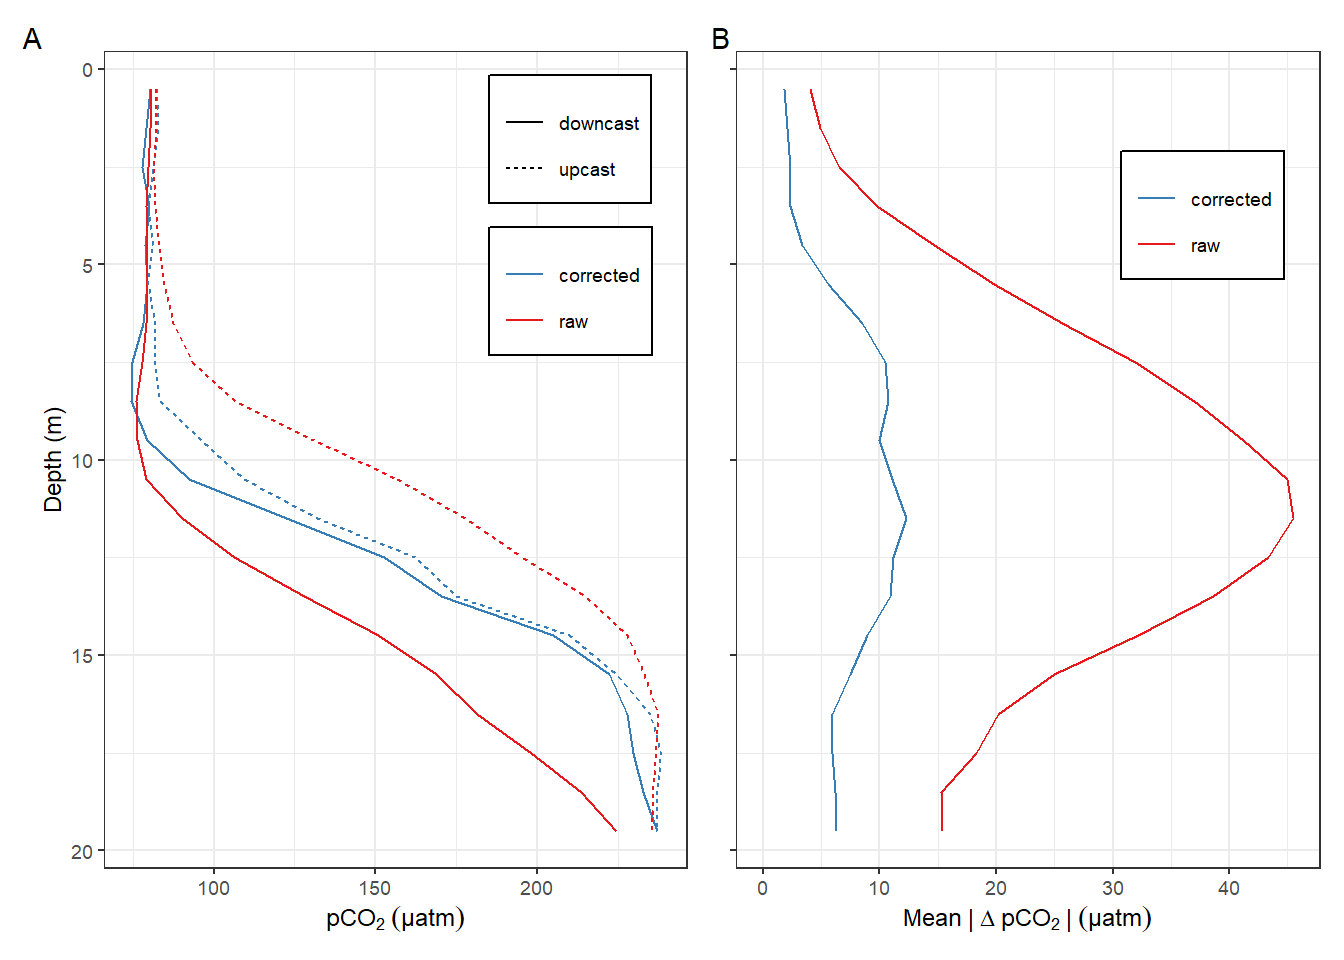 A
0
5
10
15
20
Depth (m)
downcast
upcast
corrected
raw
100
150
200
pCO₂ (µatm)
B
corrected
raw
0
10
20
30
40
Mean | Δ pCO₂ | (µatm)